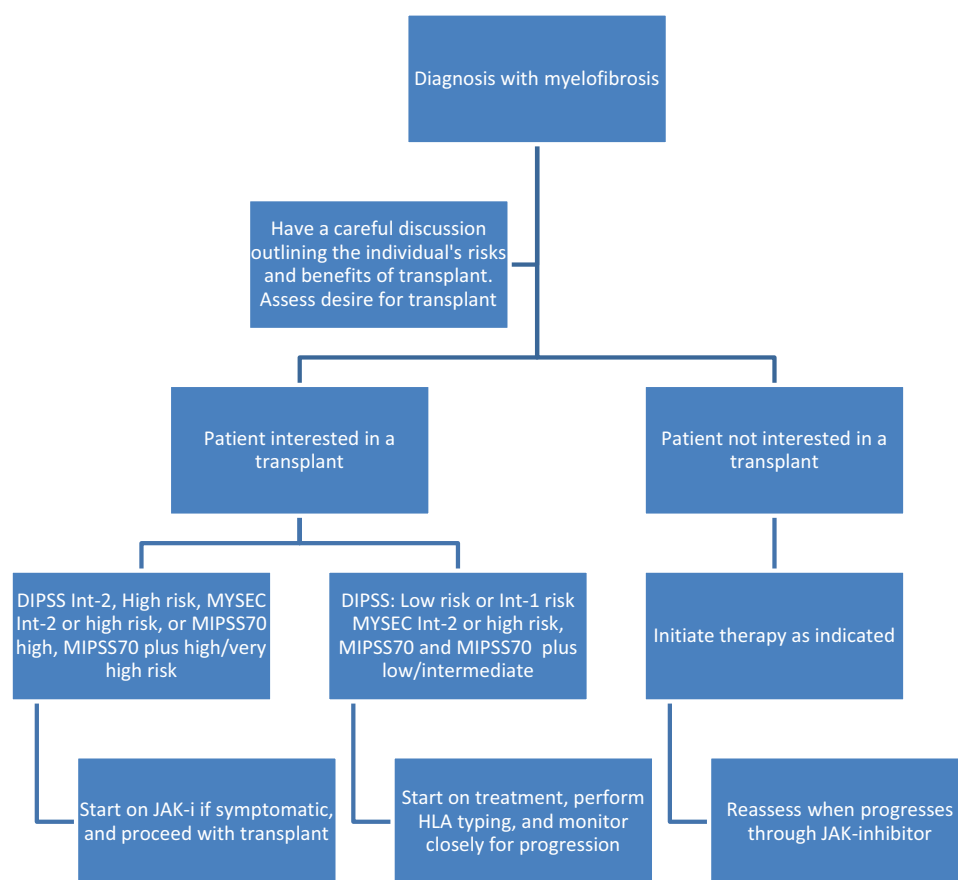 Diagnosis with myelofibrosis
Have a careful discussion
outlining the individual's risks
and benefits of transplant.
Assess desire for transplant
Patient interested in a
transplant
Patient not interested in a
transplant
DIPSS Int-2, High risk, MYSEC
Int-2 or high risk, or MIPSS70
high, MIPSS70 plus high/very
high risk
DIPSS: Low risk or Int-1 risk
MYSEC Int-2 or high risk,
MIPSS70 and MIPSS70 plus
low/intermediate
Initiate therapy as indicated
Start on JAK-i if symptomatic,
and proceed with transplant
Start on treatment, perform
HLA typing, and monitor
closely for progression
Reassess when progresses
through JAK-inhibitor